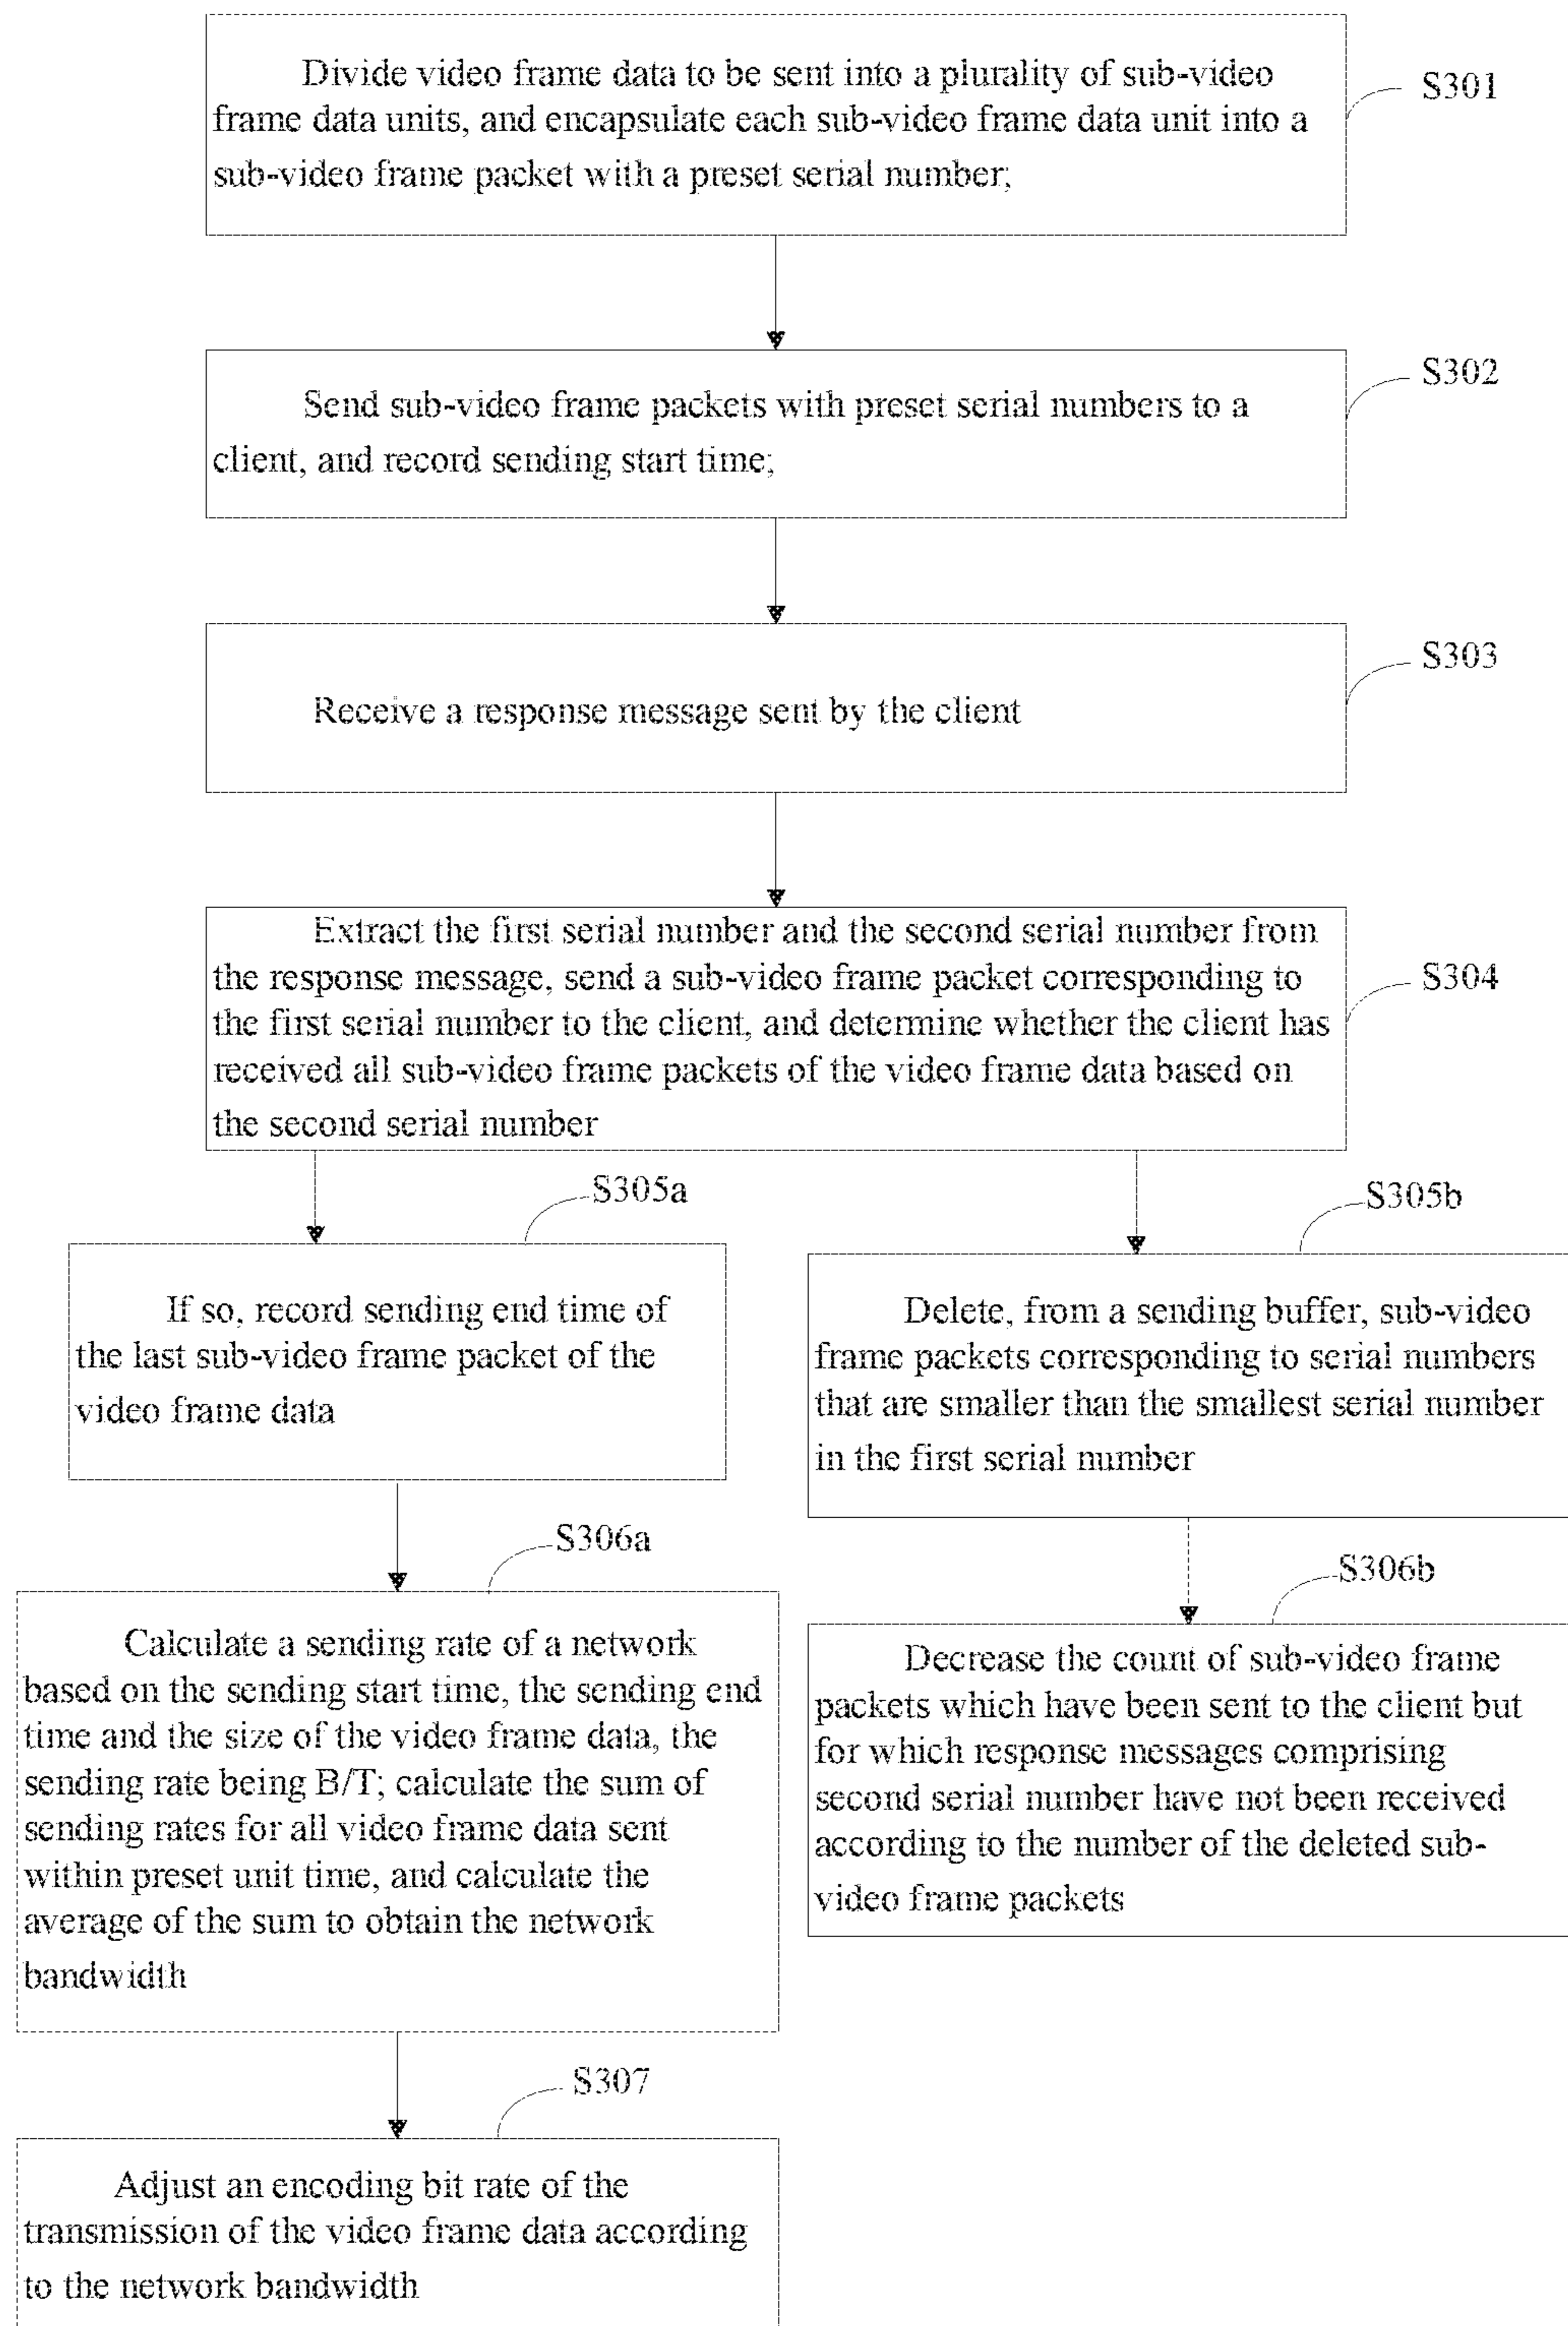 Divide video frame data to be sent into a plurality of sub-video
frame data units, and encapsulate each sub-video frame data unit into a
sub-video frame packet with a preset serial number;
S301
Send sub-video frame packets with preset serial numbers to a
client, and record sending start time;
S302
Receive a response message sent by the client
S303
Extract the first serial number and the second serial number from
the response message, send a sub-video frame packet corresponding to
the first serial number to the client, and determine whether the client has
received all sub-video frame packets of the video frame data based on
the second serial number
S304
S305a
If so, record sending end time of
the last sub-video frame packet of the
video frame data
S305b
Delete, from a sending buffer, sub-video
frame packets corresponding to serial numbers
that are smaller than the smallest serial number
in the first serial number
S306a
Calculate a sending rate of a network
based on the sending start time, the sending end
time and the size of the video frame data, the
sending rate being B/T; calculate the sum of
sending rates for all video frame data sent
within preset unit time, and calculate the
average of the sum to obtain the network
bandwidth
S306b
Decrease the count of sub-video frame
packets which have been sent to the client but
for which response messages comprising
second serial number have not been received
according to the number of the deleted sub-
video frame packets
S307
Adjust an encoding bit rate of the
transmission of the video frame data according
to the network bandwidth